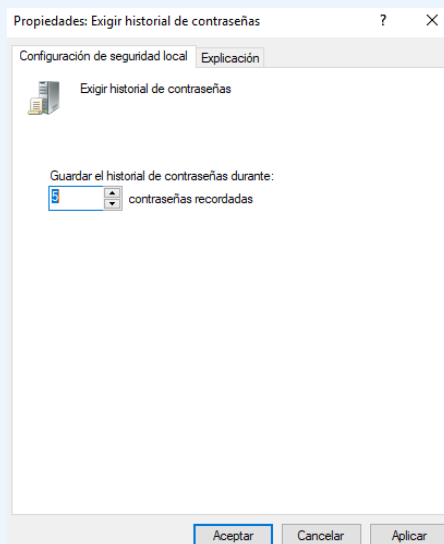 Propiedades: Exigir historial de contraseñas ? ×
Configuración de seguridad local Explicación
Exigir historial de contraseñas
Guardar el historial de contraseñas durante:
5 contraseñas recordadas
Aceptar Cancelar Aplicar